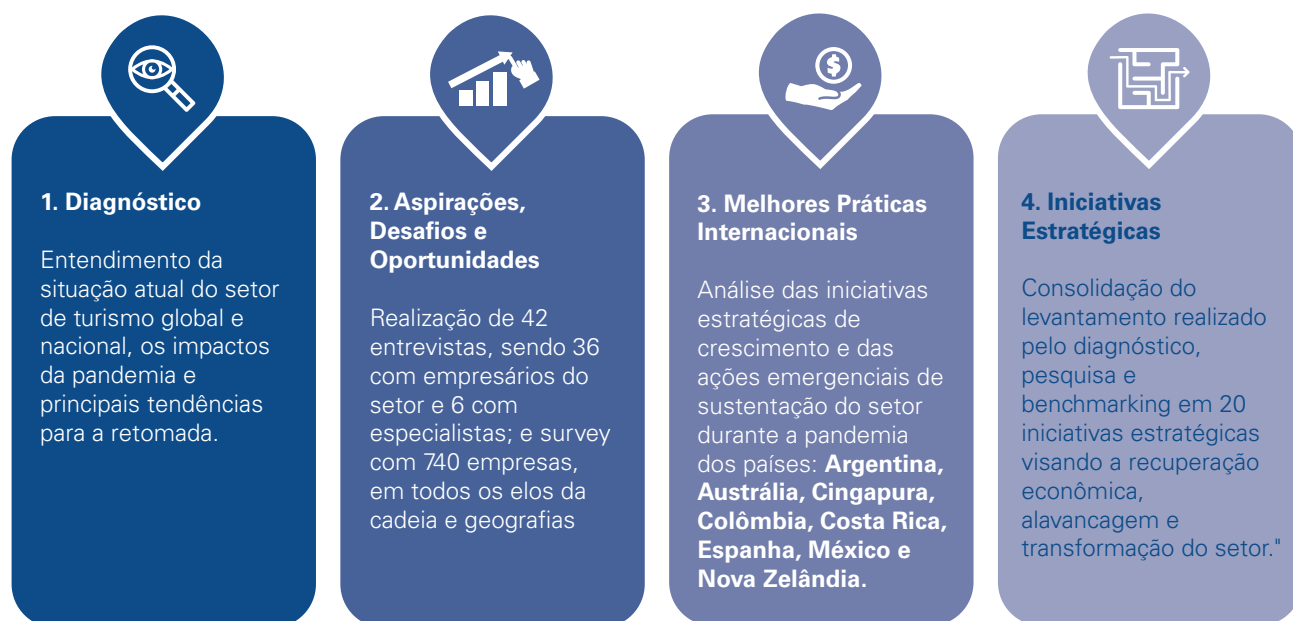 1. Diagnóstico
Entendimento da
situação atual do setor
de turismo global e
nacional, os impactos
da pandemia e
principais tendências
para a retomada.
2. Aspirações,
Desafios e
Oportunidades
Realização de 42
entrevistas, sendo 36
com empresários do
setor e 6 com
especialistas; e survey
com 740 empresas,
em todos os elos da
cadeia e geografias
3. Melhores Práticas
Internacionais
Análise das iniciativas
estratégicas de
crescimento e das
ações emergenciais de
sustentação do setor
durante a pandemia
dos países: Argentina,
Austrália, Cingapura,
Colômbia, Costa Rica,
Espanha, México e
Nova Zelândia.
4. Iniciativas
Estratégicas
Consolidação do
levantamento realizado
pelo diagnóstico,
pesquisa e
benchmarking em 20
iniciativas estratégicas
visando a recuperação
econômica,
alavancagem e
transformação do setor."